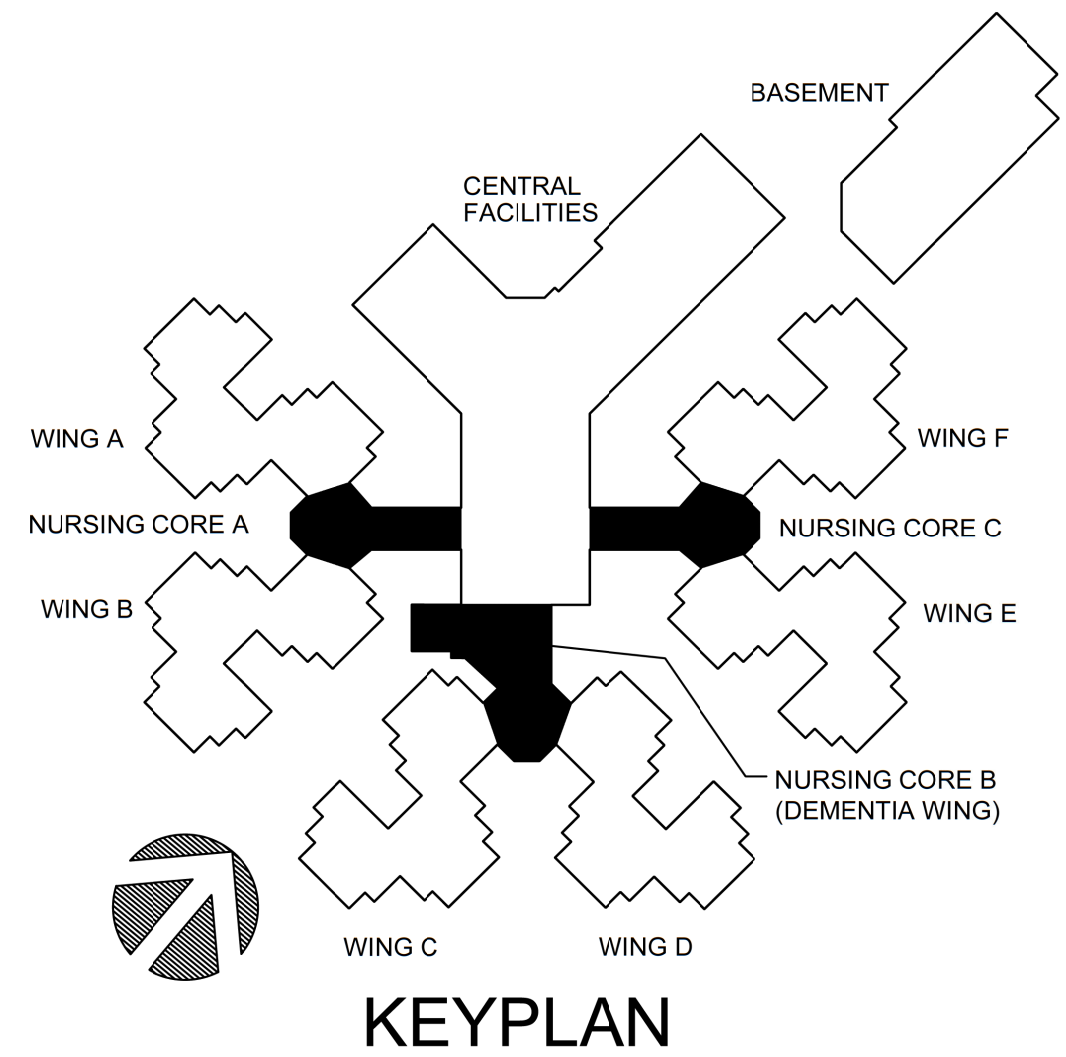 BASEMENT
CENTRAL
FACILITIES
WING A
WING F
NURSING CORE A
NURSING CORE C
WING B
WING E
NURSING CORE B
(DEMENTIA WING)
WING C
WING D
KEYPLAN